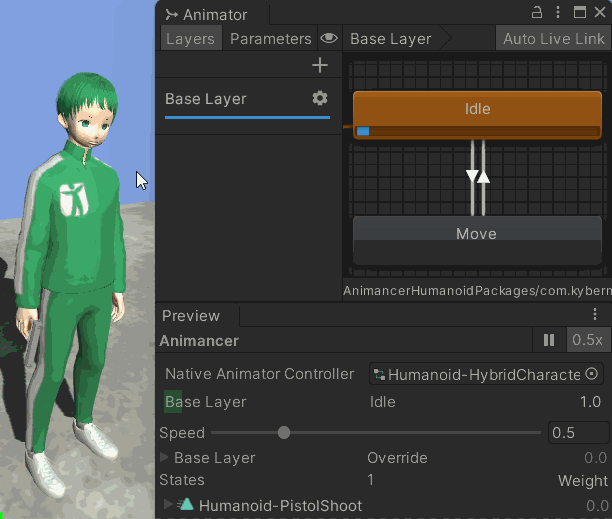 Animator
Layers Parameters Base Layer Auto Live Link
Base Layer
Idle
Move
AnimancerHumanoidPackages/com.kybern
Preview
Animancer 0.5x
Native Animator Controller Humanoid-HybridCharacte
Base Layer Idle 1.0
Speed 0.5
Base Layer Override 0.0
States 1 Weight
Humanoid-PistolShoot 0.0